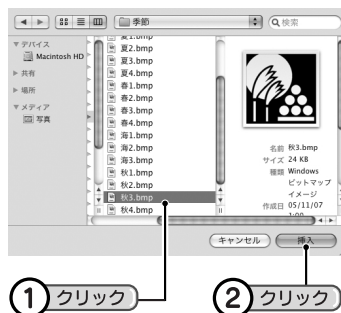 季節
検索
デバイス
Macintosh HD
共有
場所
メディア
写真
夏2.bmp
夏3.bmp
夏4.bmp
春1.bmp
春2.bmp
春3.bmp
春4.bmp
海1.bmp
海2.bmp
海3.bmp
秋1.bmp
秋2.bmp
秋3.bmp
秋4.bmp
名前 秋3.bmp
サイズ 24 KB
種類 Windows
ビットマップ
イメージ
作成日 05/11/07
キャンセル
挿入
1 クリック
2 クリック